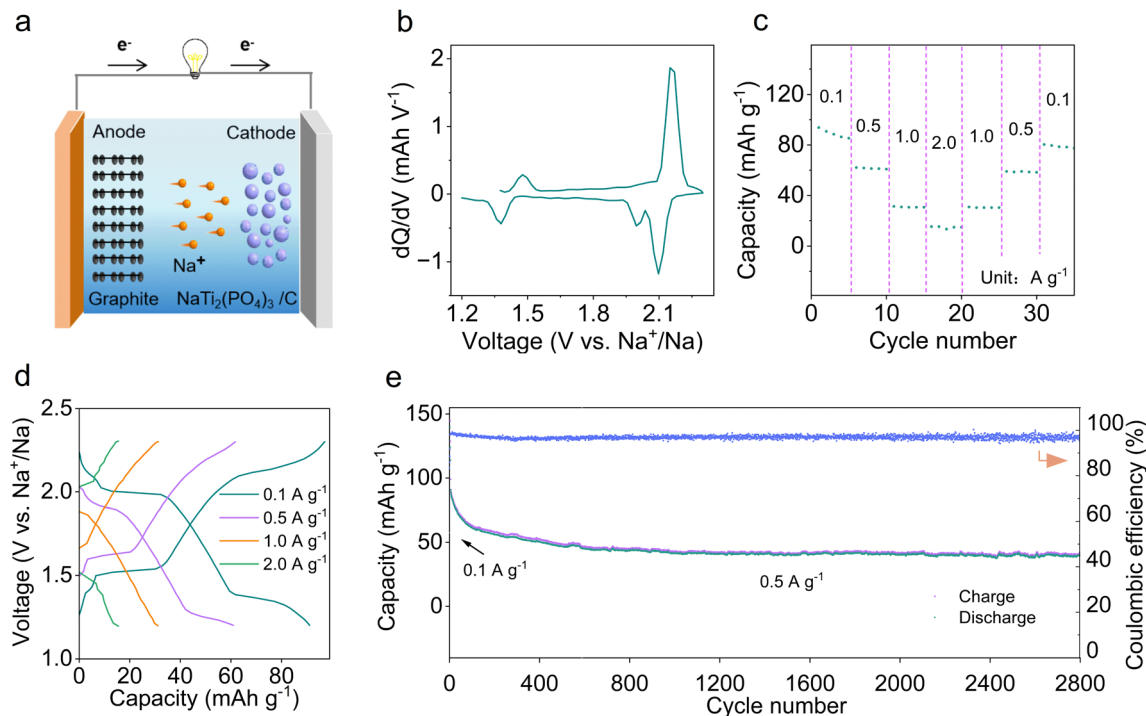 a
e- e-
Anode Cathode
Na+
Graphite NaTi2(PO4)3 /C
b
dQ/dV (mAh V-1)
2
1
0
−1
1.2 1.5 1.8 2.1
Voltage (V vs. Na+/Na)
c
Capacity (mAh g-1)
120
80
40
0
0.1 0.5 1.0 2.0 1.0 0.5 0.1
Unit: A g-1
0 10 20 30
Cycle number
d
Voltage (V vs. Na+/Na)
2.5
2.0
1.5
1.0
0.1 A g-1
0.5 A g-1
1.0 A g-1
2.0 A g-1
0 20 40 60 80 100
Capacity (mAh g-1)
e
Capacity (mAh g-1)
150
100
50
0
0.1 A g-1
0.5 A g-1
Charge
Discharge
100
80
60
40
20
0
Coulombic efficiency (%)
0 400 800 1200 1600 2000 2400 2800
Cycle number